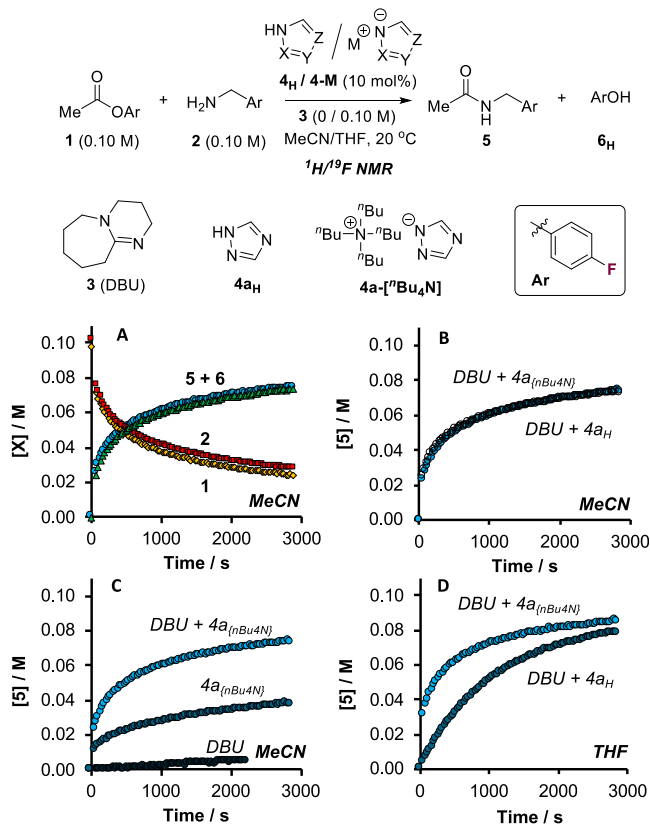 HN Z / M ⊕ N ⊖ Z
X=Y X=Y
4H / 4-M (10 mol%)
O
Me OAr + H2N Ar 3 (0 / 0.10 M) Me N H Ar + ArOH
MeCN/THF, 20 °C
1 (0.10 M) 2 (0.10 M) 5 6H
1H/19F NMR
N N
HN N N
nBu nBu N ⊕ nBu nBu ⊖ N N N
Ar F
3 (DBU) 4aH 4a-[nBu4N]
A
[X] / M
0.10
0.08
0.06
0.04
0.02
0.00
5 + 6
2
1
MeCN
0 1000 2000 3000
Time / s
B
[5] / M
0.10
0.08
0.06
0.04
0.02
0.00
DBU + 4a{nBu4N}
DBU + 4aH
MeCN
0 1000 2000 3000
Time / s
C
[5] / M
0.10
0.08
0.06
0.04
0.02
0.00
DBU + 4a{nBu4N}
4a{nBu4N}
DBU
MeCN
0 1000 2000 3000
Time / s
D
[5] / M
0.10
0.08
0.06
0.04
0.02
0.00
DBU + 4a{nBu4N}
DBU + 4aH
THF
0 1000 2000 3000
Time / s